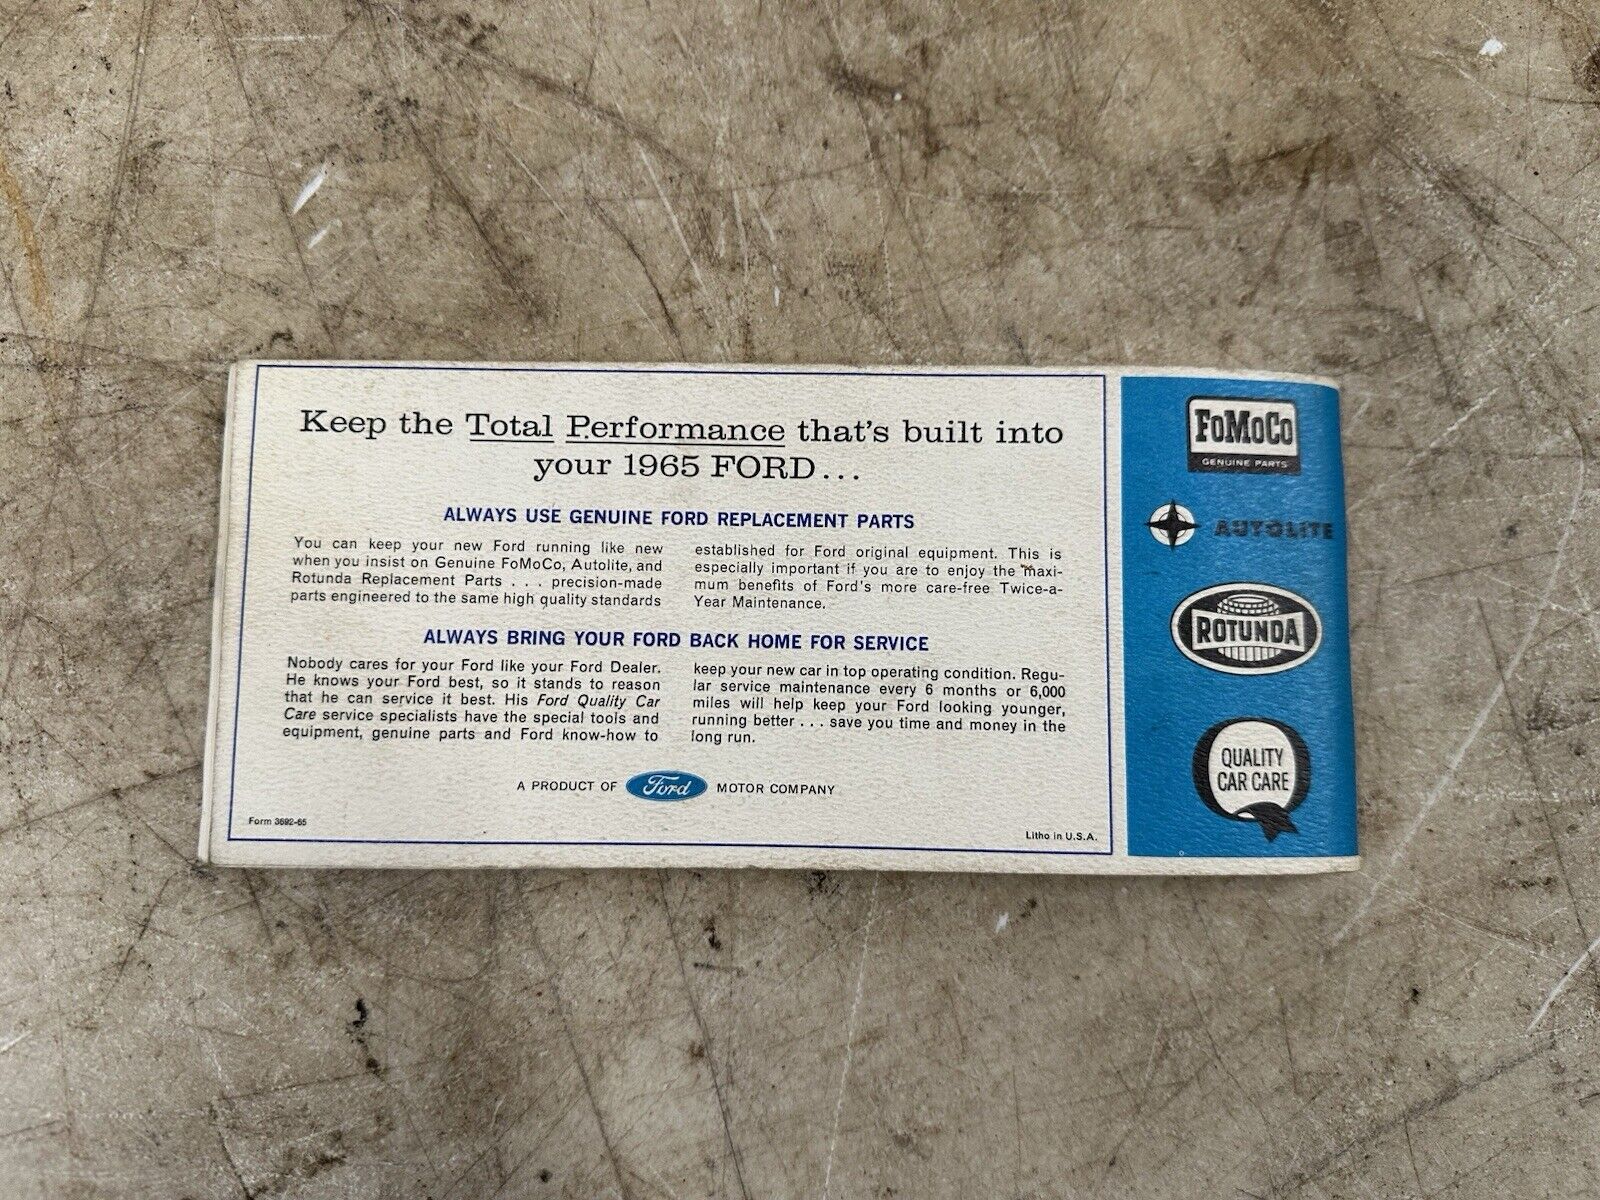 Keep the Total Performance that's built into
your 1965 FORD...
ALWAYS USE GENUINE FORD REPLACEMENT PARTS
You can keep your new Ford running like new
when you insist on Genuine FoMoCo, Autolite, and
Rotunda Replacement Parts . . . precision-made
parts engineered to the same high quality standards
established for Ford original equipment. This is
especially important if you are to enjoy the maxi-
mum benefits of Ford's more care-free Twice-a-
Year Maintenance.
ALWAYS BRING YOUR FORD BACK HOME FOR SERVICE
Nobody cares for your Ford like your Ford Dealer.
He knows your Ford best, so it stands to reason
that he can service it best. His Ford Quality Car
Care service specialists have the special tools and
equipment, genuine parts and Ford know-how to
keep your new car in top operating condition. Regu-
lar service maintenance every 6 months or 6,000
miles will help keep your Ford looking younger,
running better . . . save you time and money in the
long run.
A PRODUCT OF Ford MOTOR COMPANY
Form 3692-65
Litho in U.S.A.
FoMoCo
GENUINE PARTS
AUTOLITE
ROTUNDA
QUALITY
CAR CARE